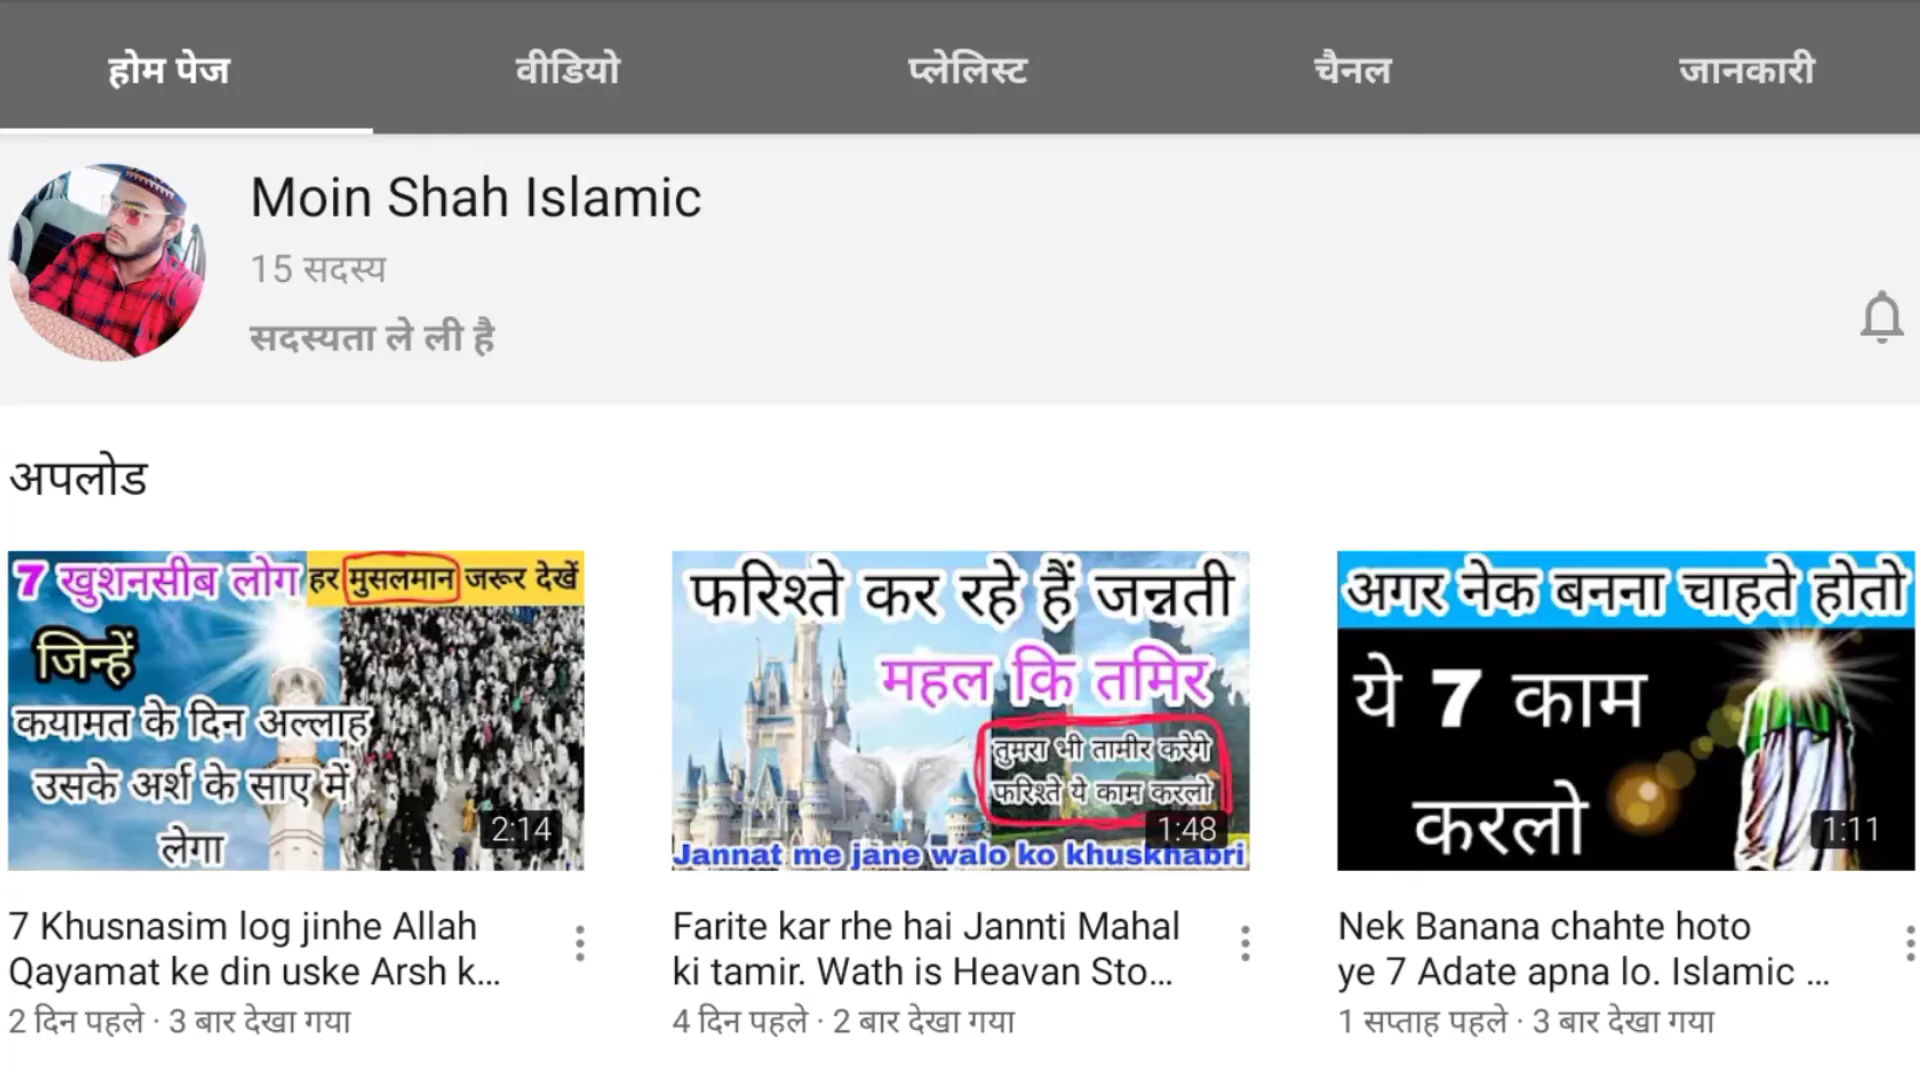 होम पेज
वीडियो
प्लेलिस्ट
चैनल
जानकारी
Moin Shah Islamic
15 सदस्य
सदस्यता ले ली है
अपलोड
7 खुशनसीब लोग
हर मुसलमान जरूर देखें
जिन्हें
कयामत के दिन अल्लाह
उसके अर्श के साए में
लेगा
2:14
फरिश्ते कर रहे हैं जन्नती
महल कि तमिर
तुमरा भी तामीर करेगे
फरिश्ते ये काम करलो
1:48
Jannat me jane walo ko khuskhabri
अगर नेक बनना चाहते होतो
ये 7 काम
करलो
1:11
7 Khusnasim log jinhe Allah
Qayamat ke din uske Arsh k...
2 दिन पहले · 3 बार देखा गया
Farite kar rhe hai Jannti Mahal
ki tamir. Wath is Heavan Sto...
4 दिन पहले · 2 बार देखा गया
Nek Banana chahte hoto
ye 7 Adate apna lo. Islamic ...
1 सप्ताह पहले · 3 बार देखा गया